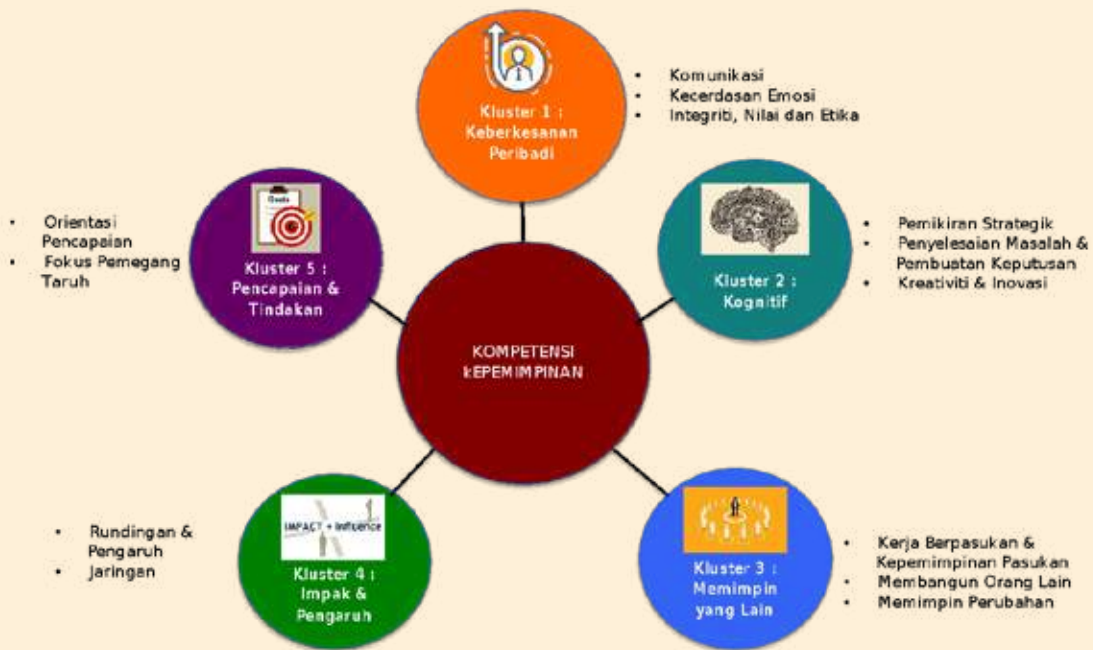 Kluster 1 :
Keberkesanan
Peribadi
• Komunikasi
• Kecerdasan Emosi
• Integriti, Nilai dan Etika
Kluster 2 :
Kognitif
• Pemikiran Strategik
• Penyelesaian Masalah &
Pembuatan Keputusan
• Kreativiti & Inovasi
Goals
Kluster 5 :
Pencapaian &
Tindakan
• Orientasi
Pencapaian
• Fokus Pemegang
Taruh
KOMPETENSI
kEPEMIMPINAN
IMPACT + Influence
Kluster 4 :
Impak &
Pengaruh
• Rundingan &
Pengaruh
• Jaringan
Kluster 3 :
Memimpin
yang Lain
• Kerja Berpasukan &
Kepemimpinan Pasukan
• Membangun Orang Lain
• Memimpin Perubahan